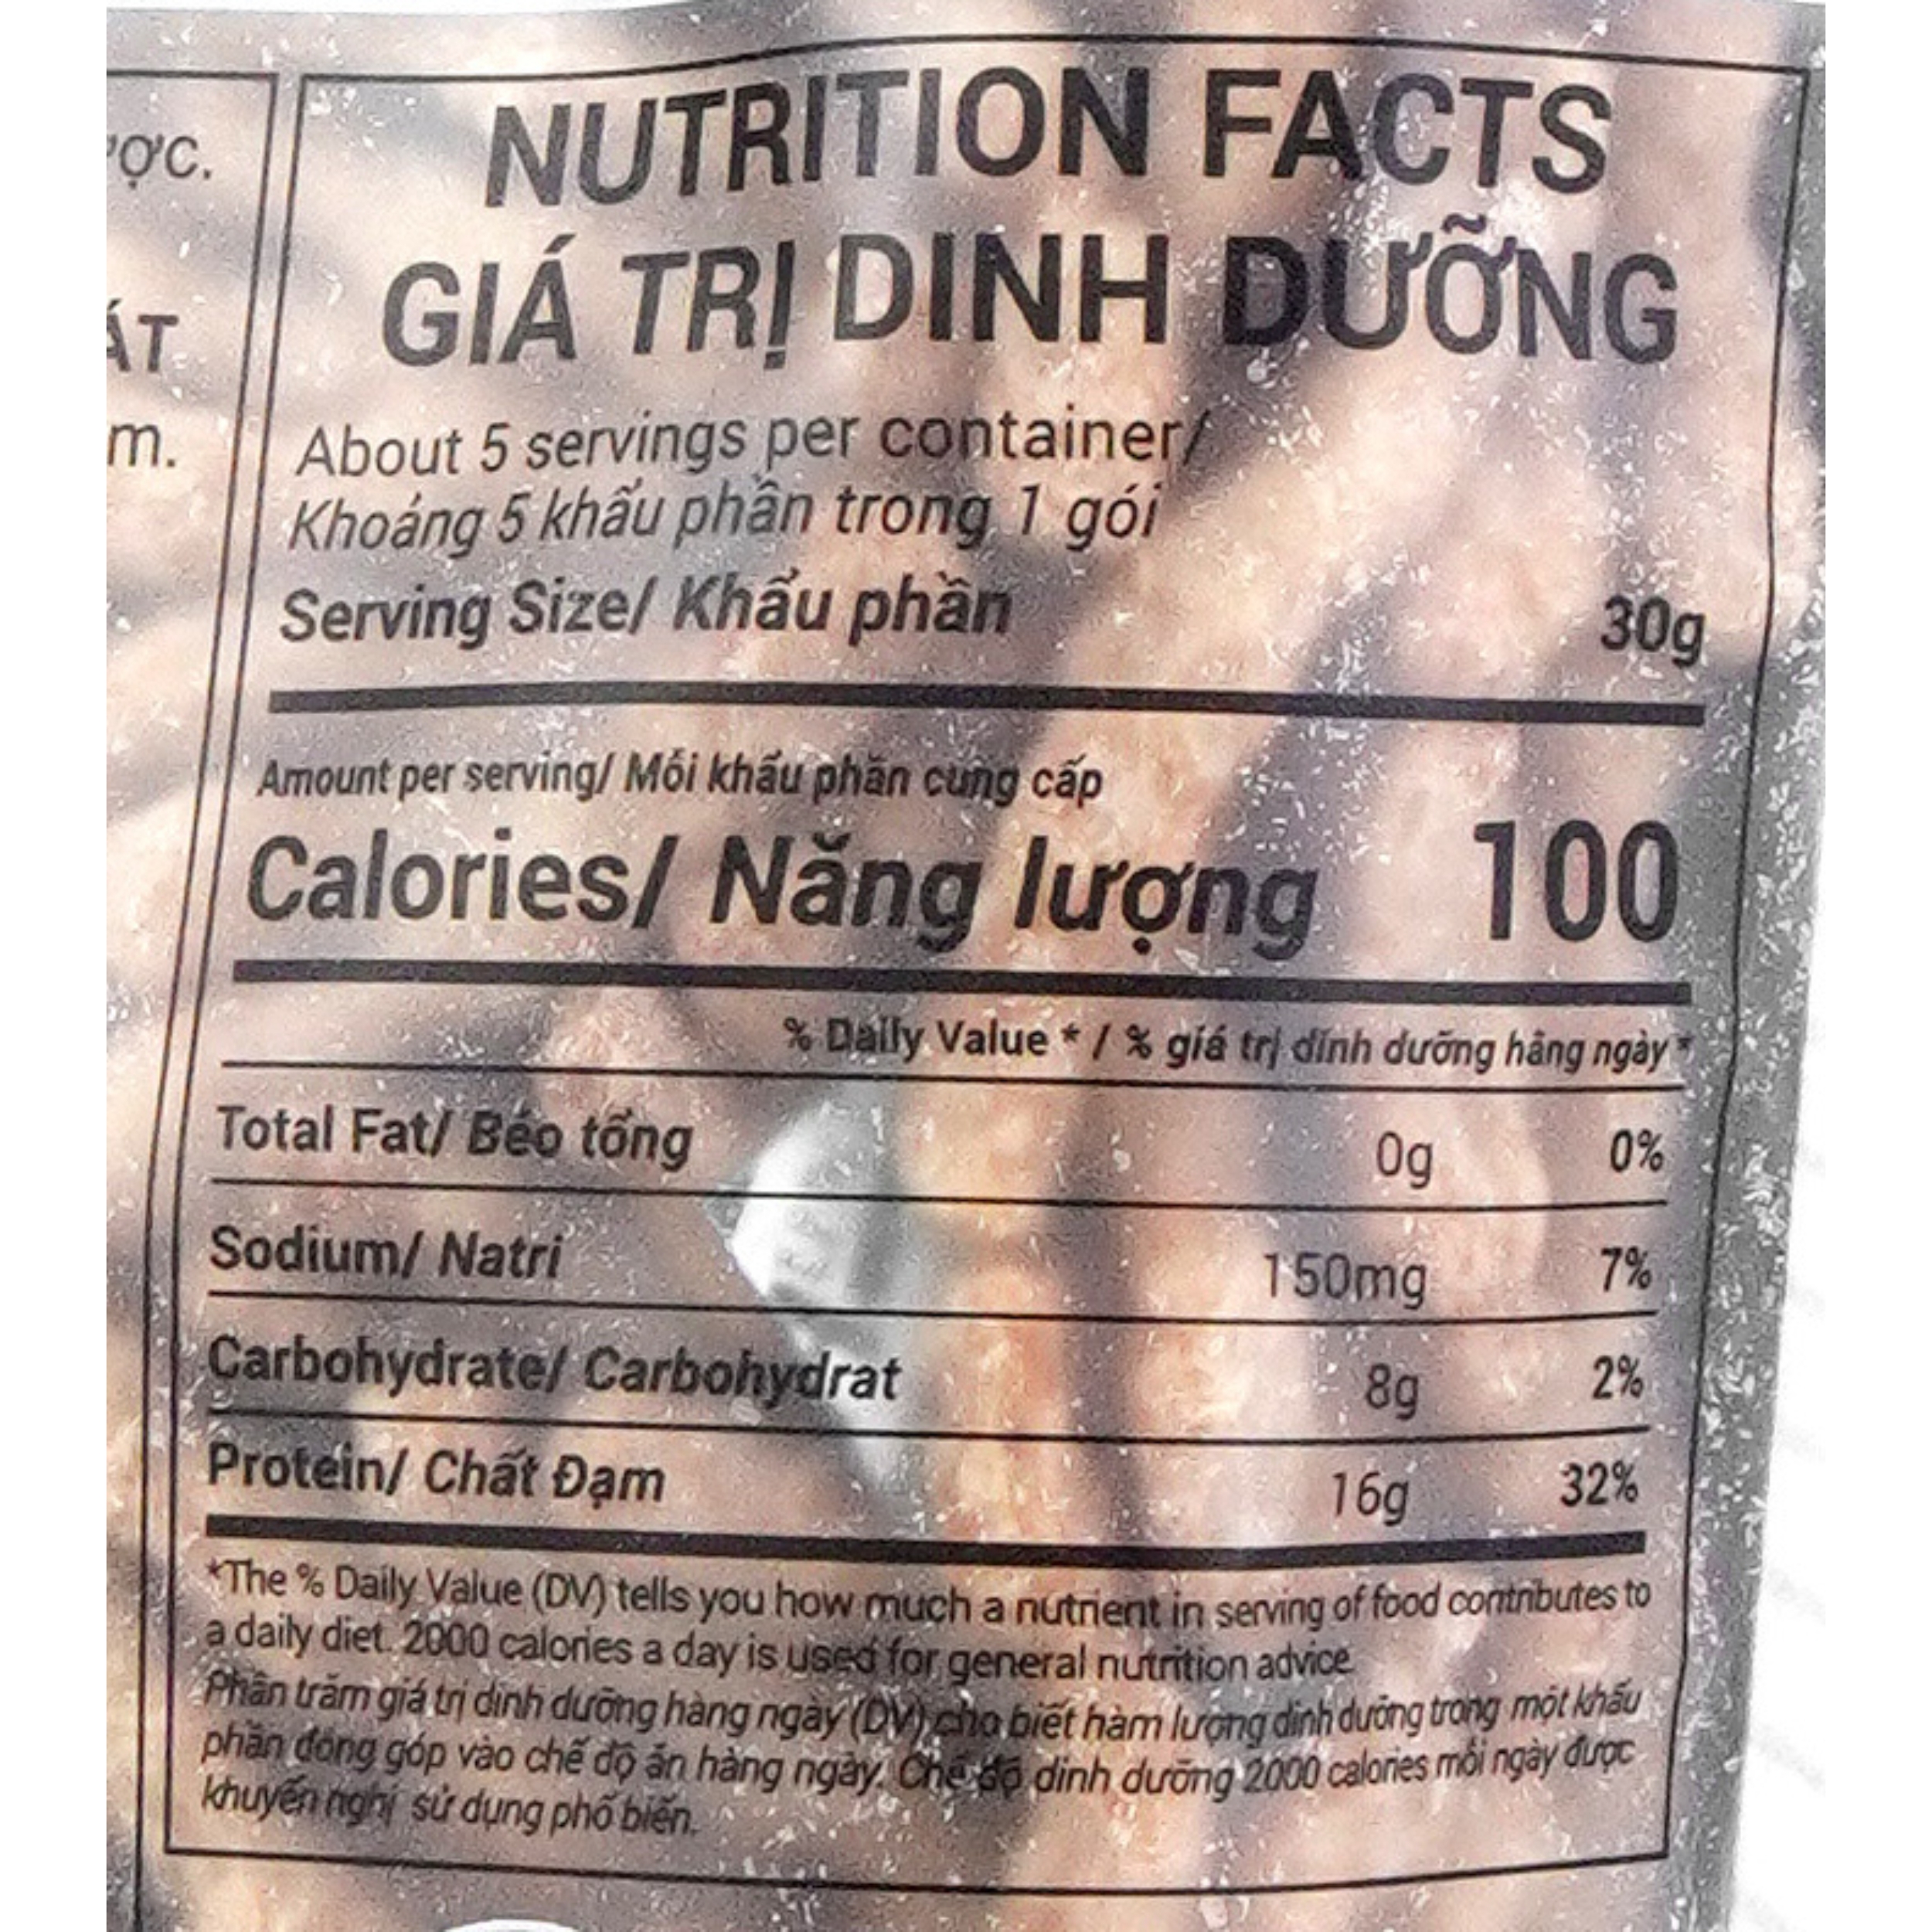 ƯỢC.
ÁT
m.
NUTRITION FACTS
GIÁ TRỊ DINH DƯỠNG
About 5 servings per container/
Khoảng 5 khẩu phần trong 1 gói
Serving Size/ Khẩu phần 30g
Amount per serving/ Mỗi khẩu phần cung cấp
Calories/ Năng lượng 100
% Daily Value * / % giá trị dinh dưỡng hằng ngày *
Total Fat/ Béo tổng 0g 0%
Sodium/ Natri 150mg 7%
Carbohydrate/ Carbohydrat 8g 2%
Protein/ Chất Đạm 16g 32%
*The % Daily Value (DV) tells you how much a nutrient in serving of food contributes to
a daily diet. 2000 calories a day is used for general nutrition advice.
Phần trăm giá trị dinh dưỡng hàng ngày (DV) cho biết hàm lượng dinh dưỡng trong một khẩu
phần đóng góp vào chế độ ăn hàng ngày. Chế độ dinh dưỡng 2000 calories mỗi ngày được
khuyến nghị sử dụng phổ biến.